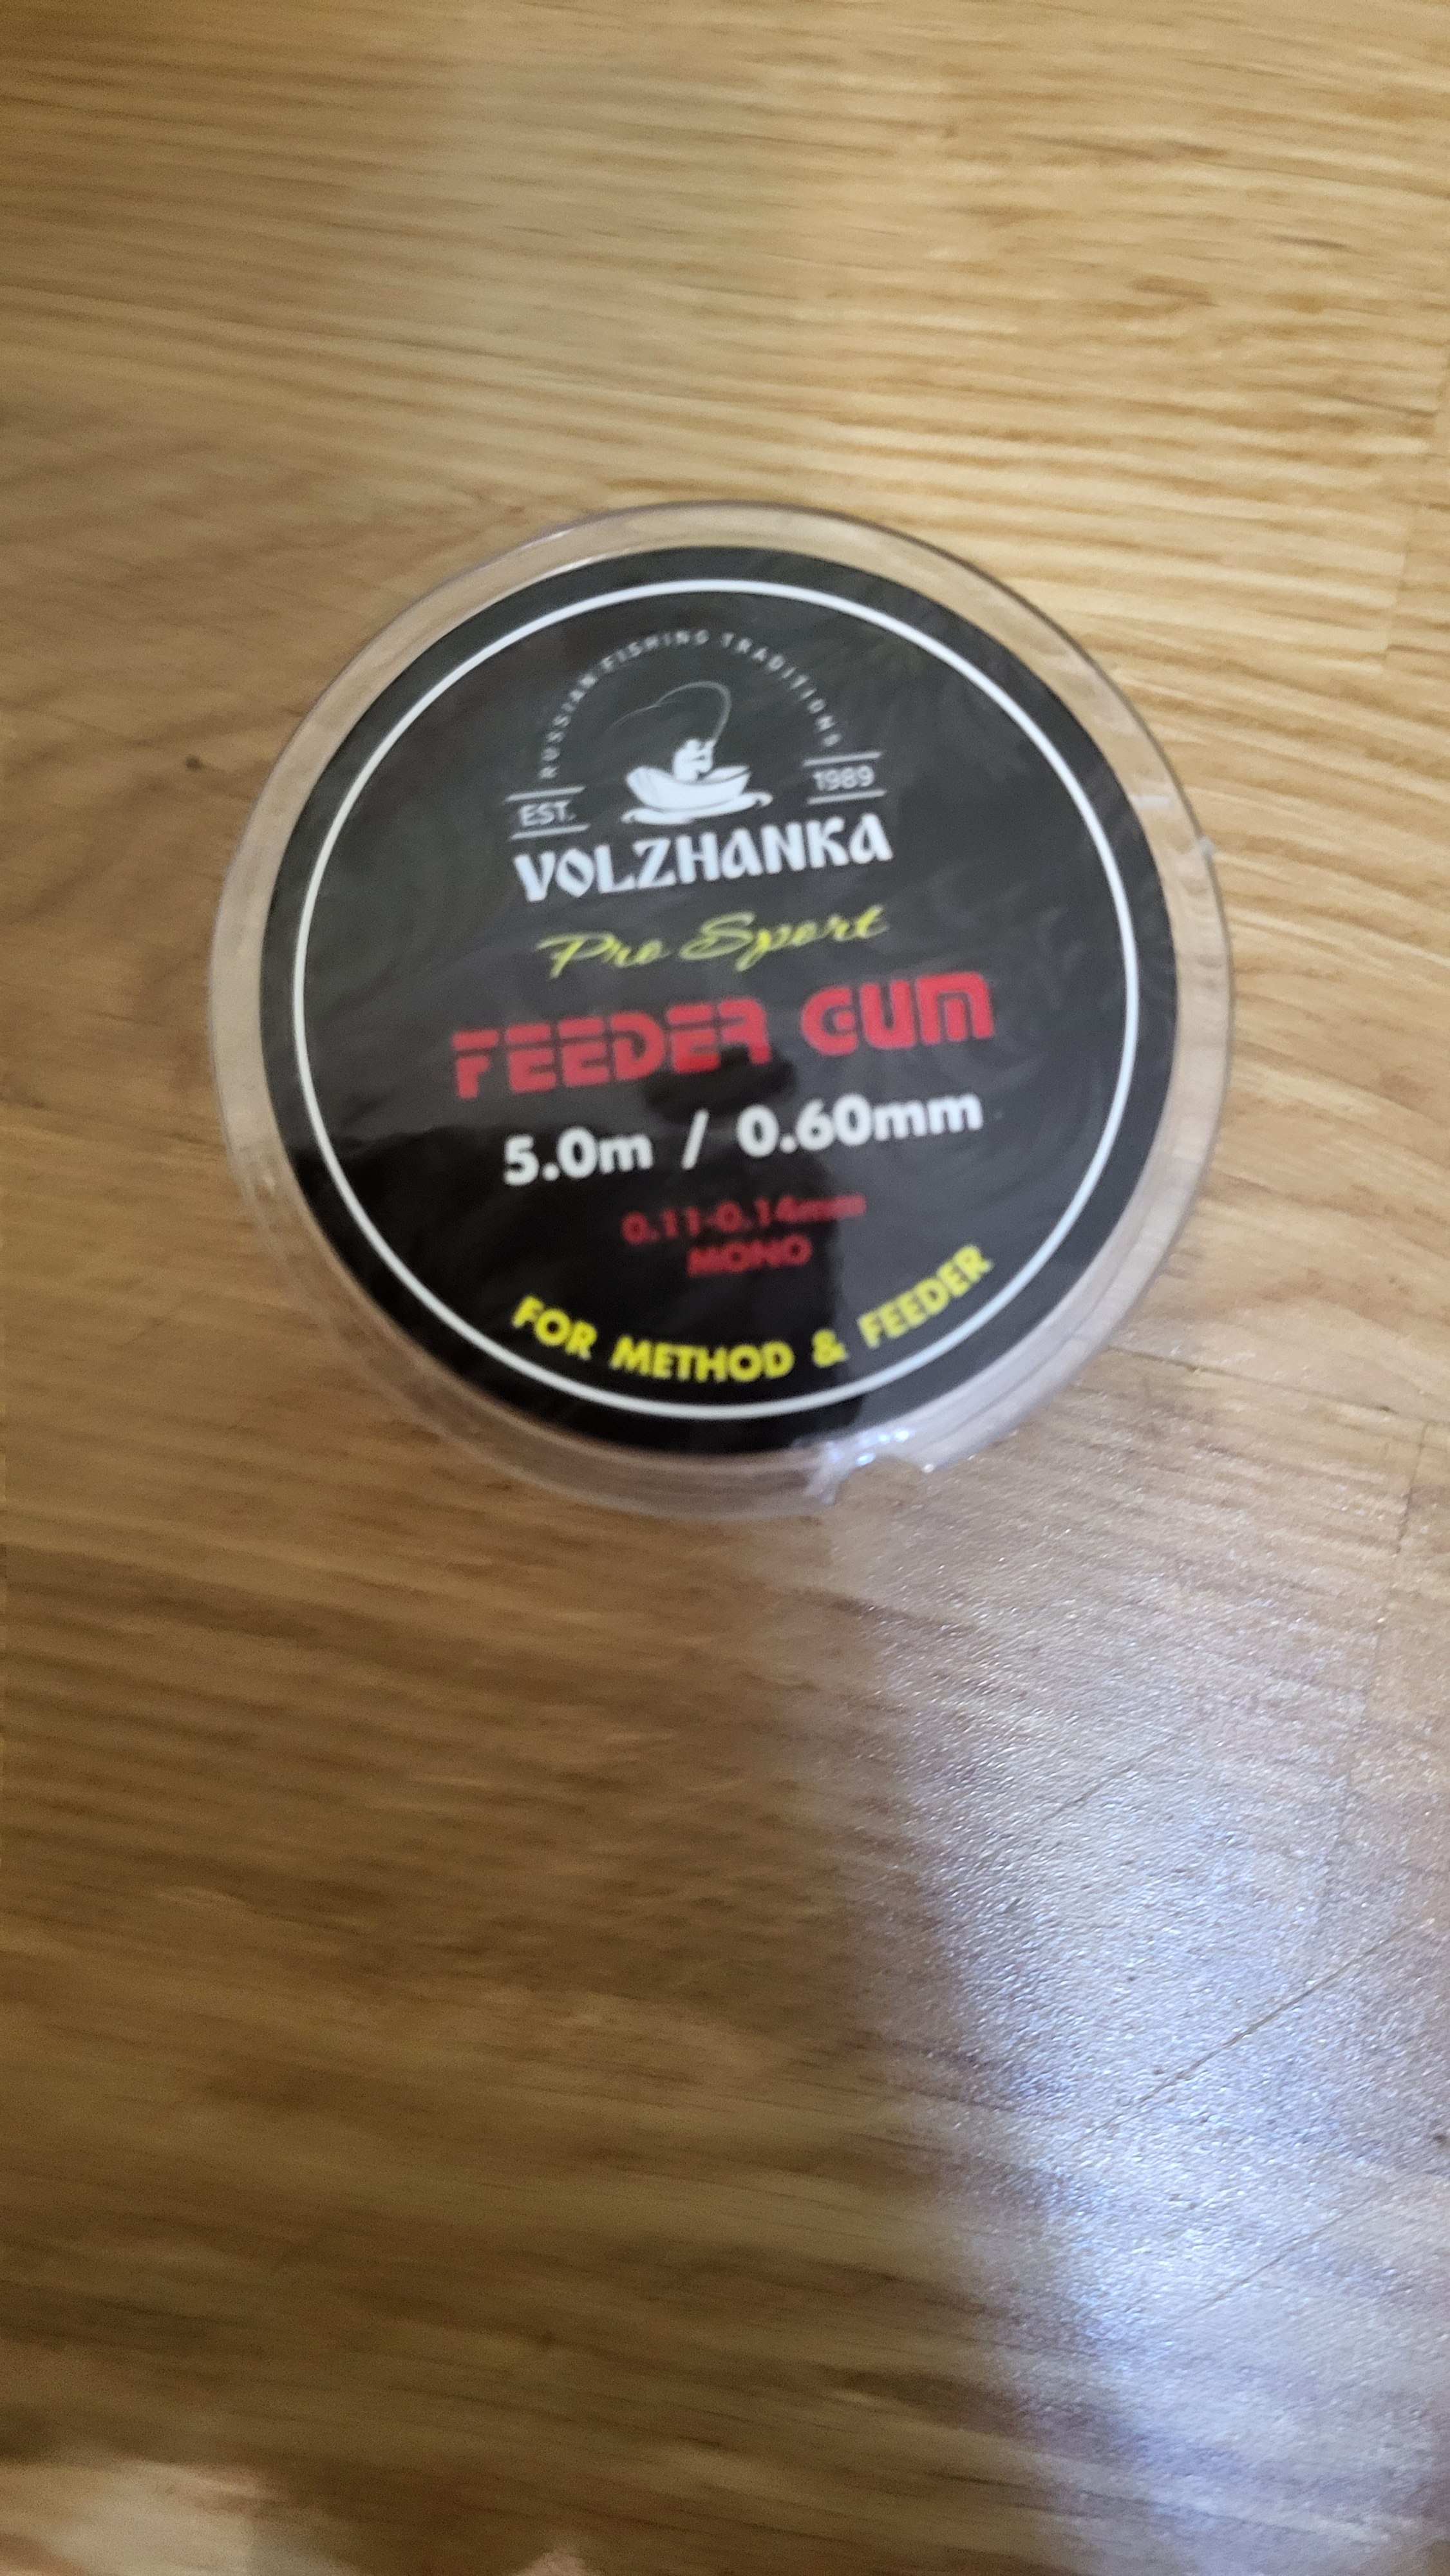 RUSSIAN FISHING TRADITIONS
EST. 1989
VOLZHANKA
Pro Sport
FEEDER GUM
5.0m / 0.60mm
0.11-0.14mm
MONO
FOR METHOD & FEEDER